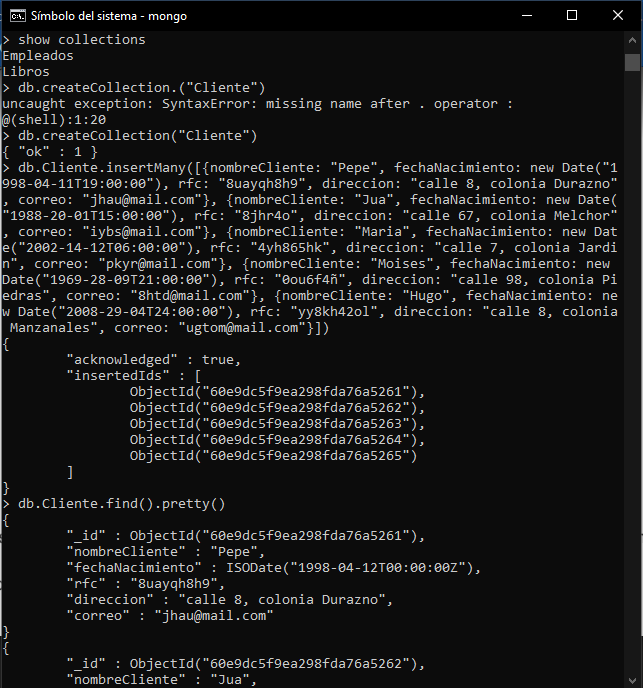 Símbolo del sistema - mongo
> show collections
Empleados
Libros
> db.createCollection.("Cliente")
uncaught exception: SyntaxError: missing name after . operator :
@(shell):1:20
> db.createCollection("Cliente")
{ "ok" : 1 }
> db.Cliente.insertMany([{nombreCliente: "Pepe", fechaNacimiento: new Date("1
998-04-11T19:00:00"), rfc: "8uayqh8h9", direccion: "calle 8, colonia Durazno"
, correo: "jhau@mail.com"}, {nombreCliente: "Jua", fechaNacimiento: new Date(
"1988-20-01T15:00:00"), rfc: "8jhr4o", direccion: "calle 67, colonia Melchor"
, correo: "iybs@mail.com"}, {nombreCliente: "Maria", fechaNacimiento: new Dat
e("2002-14-12T06:00:00"), rfc: "4yh865hk", direccion: "calle 7, colonia Jardi
n", correo: "pkyr@mail.com"}, {nombreCliente: "Moises", fechaNacimiento: new 
Date("1969-28-09T21:00:00"), rfc: "0ou6f4ñ", direccion: "calle 98, colonia Pi
edras", correo: "8htd@mail.com"}, {nombreCliente: "Hugo", fechaNacimiento: ne
w Date("2008-29-04T24:00:00"), rfc: "yy8kh42ol", direccion: "calle 8, colonia
 Manzanales", correo: "ugtom@mail.com"}])
{
        "acknowledged" : true,
        "insertedIds" : [
                ObjectId("60e9dc5f9ea298fda76a5261"),
                ObjectId("60e9dc5f9ea298fda76a5262"),
                ObjectId("60e9dc5f9ea298fda76a5263"),
                ObjectId("60e9dc5f9ea298fda76a5264"),
                ObjectId("60e9dc5f9ea298fda76a5265")
        ]
}
> db.Cliente.find().pretty()
{
        "_id" : ObjectId("60e9dc5f9ea298fda76a5261"),
        "nombreCliente" : "Pepe",
        "fechaNacimiento" : ISODate("1998-04-12T00:00:00Z"),
        "rfc" : "8uayqh8h9",
        "direccion" : "calle 8, colonia Durazno",
        "correo" : "jhau@mail.com"
}
{
        "_id" : ObjectId("60e9dc5f9ea298fda76a5262"),
        "nombreCliente" : "Jua",